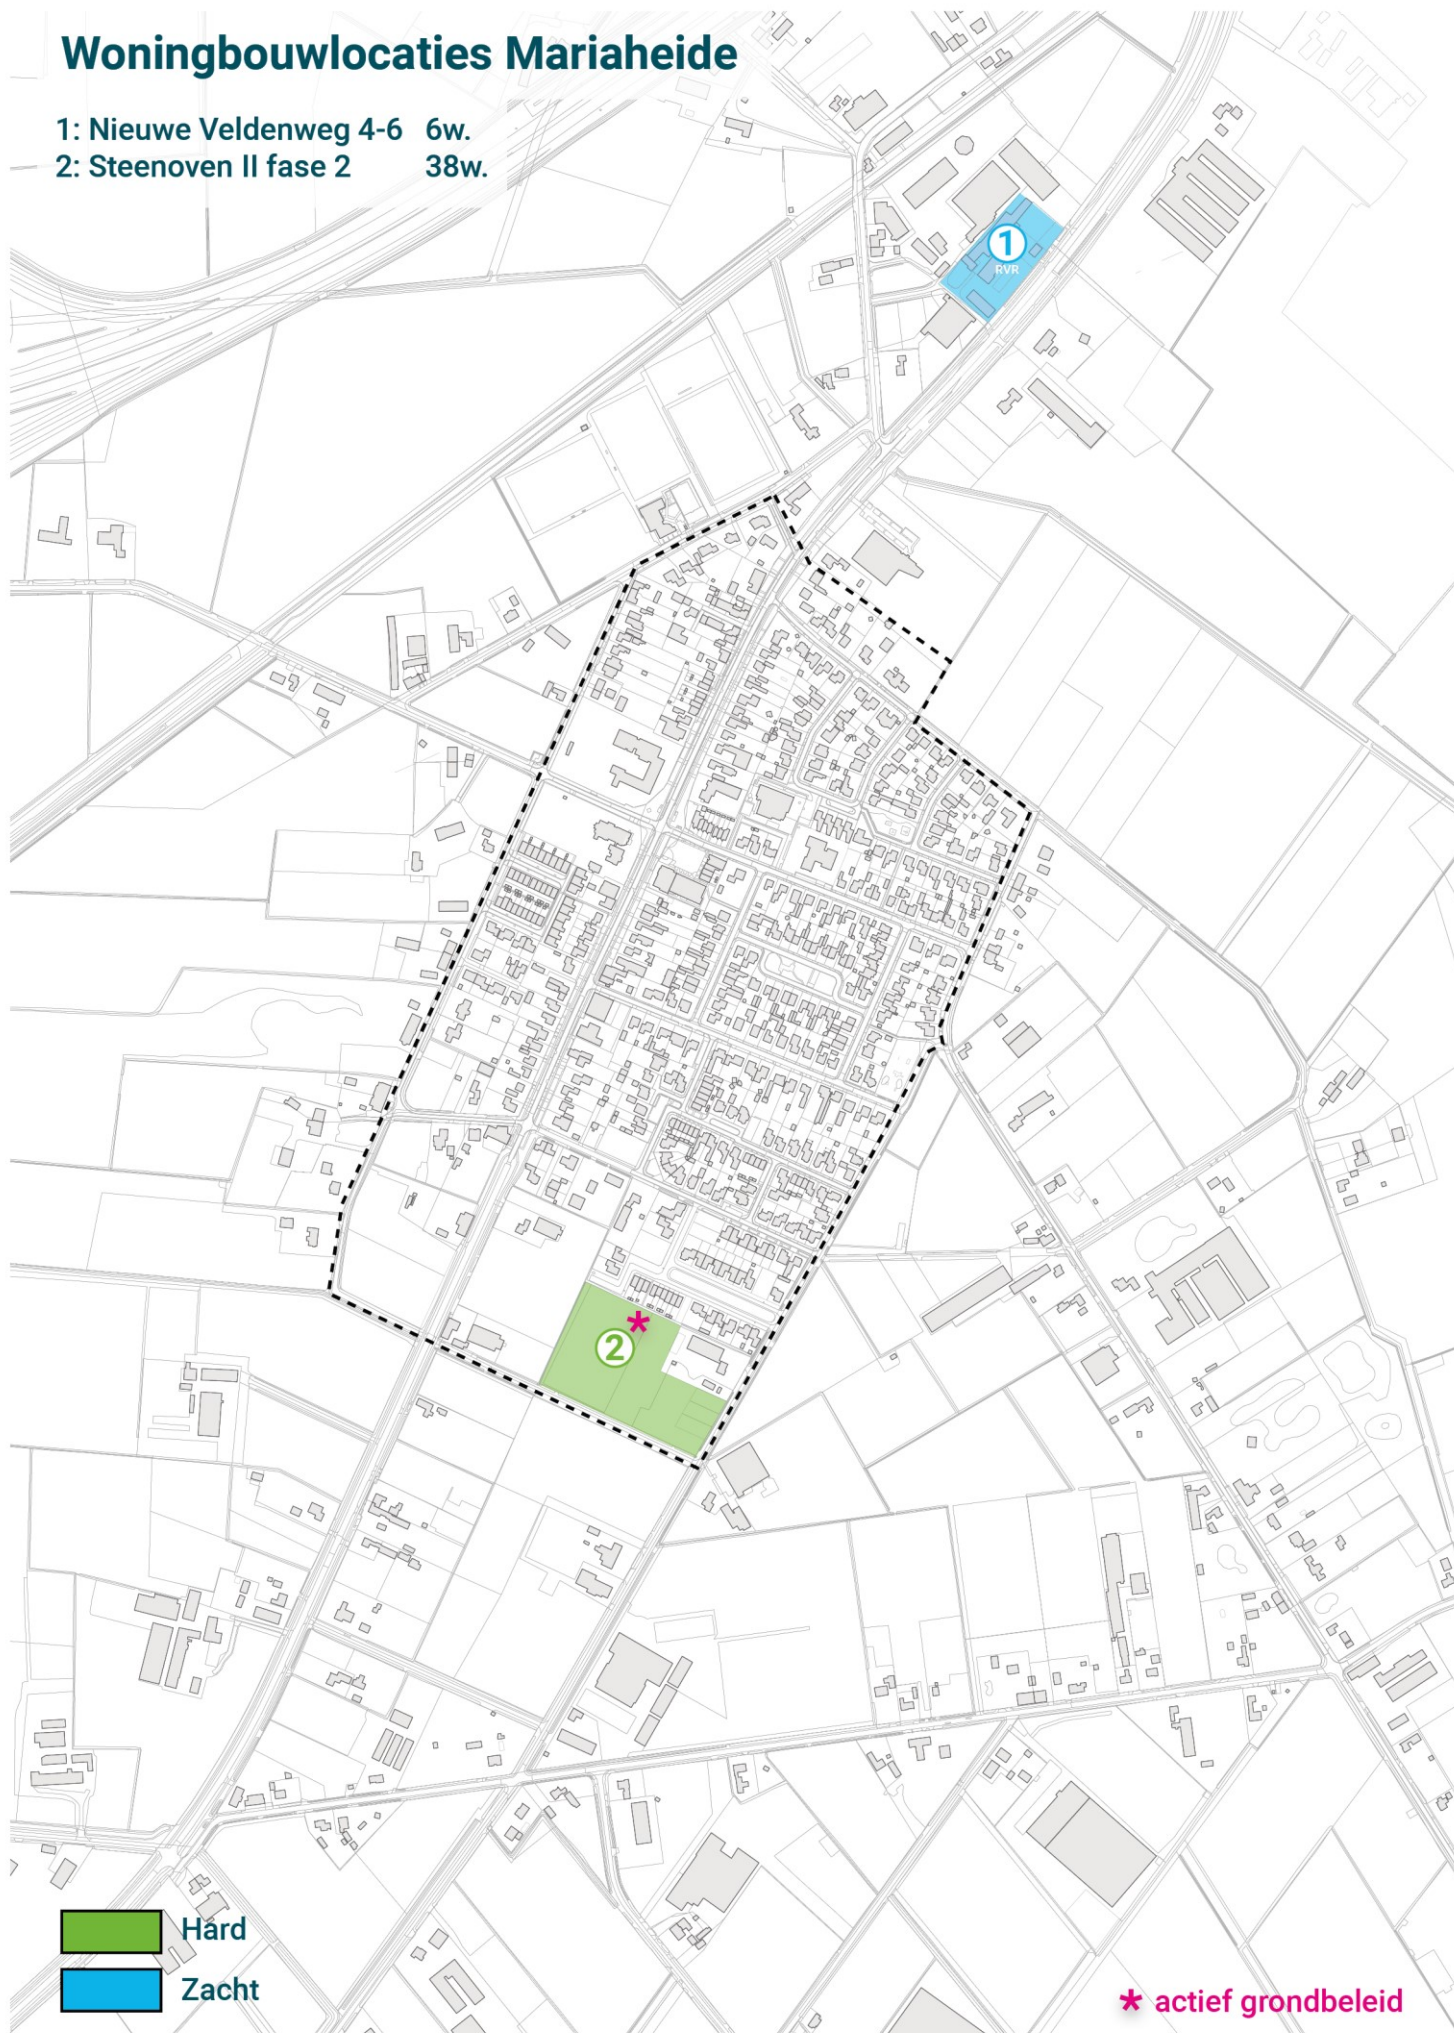 Woningbouwlocaties Mariaheide
1: Nieuwe Veldenweg 4-6 6w.
2: Steenoven II fase 2 38w.
1
RVR
2
*
Hard
Zacht
* actief grondbeleid